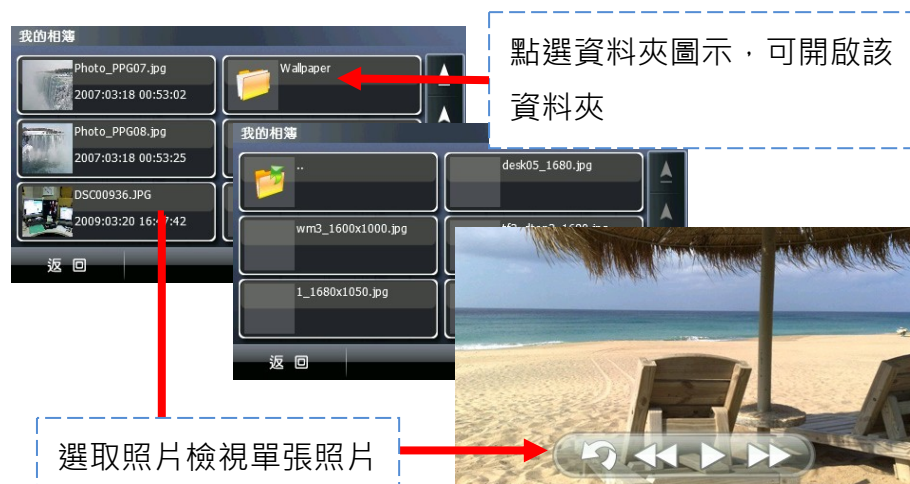 我的相簿
Photo_PPG07.jpg
2007:03:18 00:53:02
Wallpaper
Photo_PPG08.jpg
2007:03:18 00:53:25
DSC00936.JPG
2009:03:20
返回
點選資料夾圖示，可開啟該
資料夾
我的相簿
..
desk05_1680.jpg
wm3_1600x1000.jpg
1_1680x1050.jpg
返回
選取照片檢視單張照片